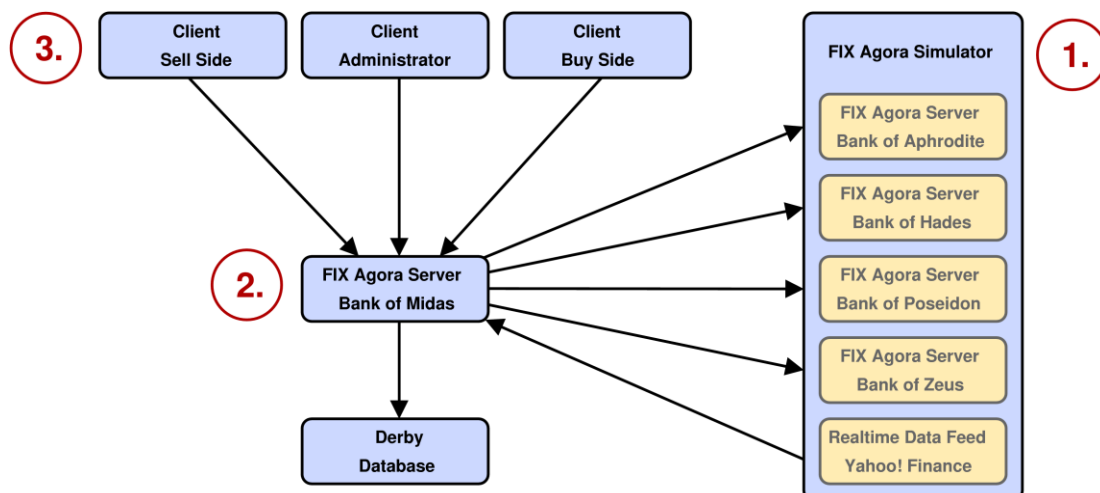 3.
Client
Sell Side
Client
Administrator
Client
Buy Side
FIX Agora Simulator
1.
FIX Agora Server
Bank of Aphrodite
FIX Agora Server
Bank of Hades
FIX Agora Server
Bank of Poseidon
FIX Agora Server
Bank of Zeus
Realtime Data Feed
Yahoo! Finance
2.
FIX Agora Server
Bank of Midas
Derby
Database